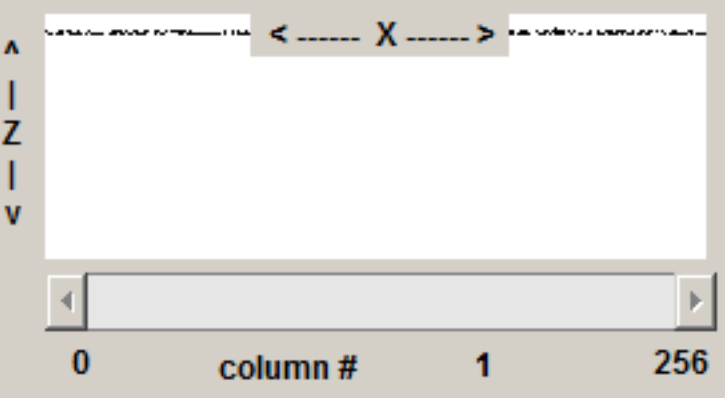 < ------ X ------ >
^
|
Z
|
v
0 column # 1 256